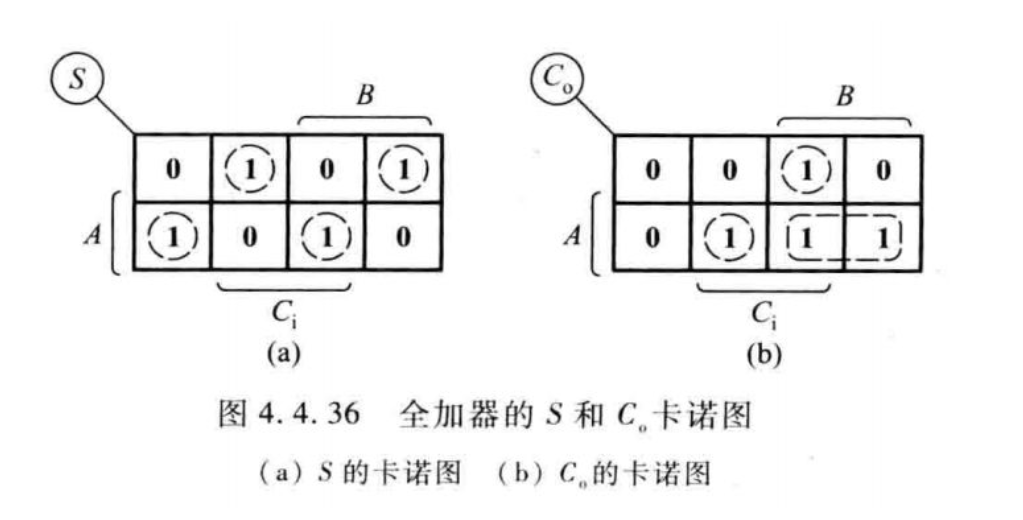 S B C_o B
0 1 0 1 0 0 1 0
A 1 0 1 0 A 0 1 1 1
C_i C_i
(a) (b)
图 4.4.36 全加器的 S 和 C_o 卡诺图
(a) S 的卡诺图 (b) C_o 的卡诺图